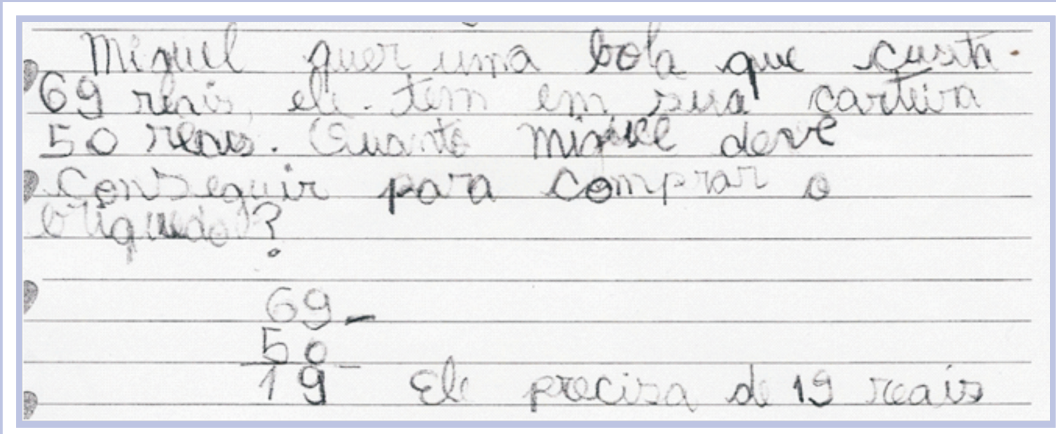 Miguel quer uma bola que custa.
69 reais, ele tem em sua carteira
50 reais. Quanto Miguel deve
conseguir para comprar o
briquedo?
69 -
50
19 Ele precisa de 19 reais